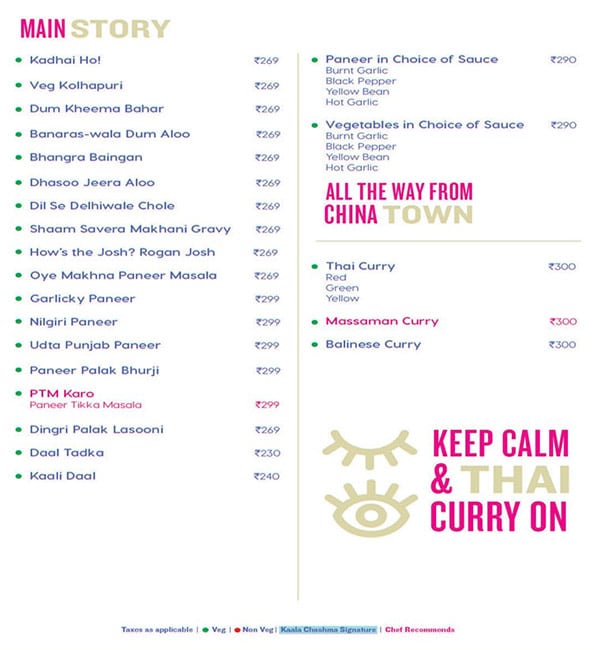 MAIN STORY
Kadhai Ho! ₹269
Veg Kolhapuri ₹269
Dum Kheema Bahar ₹269
Banaras-wala Dum Aloo ₹269
Bhangra Baingan ₹269
Dhasoo Jeera Aloo ₹269
Dil Se Delhiwale Chole ₹269
Shaam Savera Makhani Gravy ₹269
How's the Josh? Rogan Josh ₹269
Oye Makhna Paneer Masala ₹269
Garlicky Paneer ₹299
Nilgiri Paneer ₹299
Udta Punjab Paneer ₹299
Paneer Palak Bhurji ₹299
PTM Karo
Paneer Tikka Masala ₹299
Dingri Palak Lasooni ₹269
Daal Tadka ₹230
Kaali Daal ₹240
Paneer in Choice of Sauce ₹290
Burnt Garlic
Black Pepper
Yellow Bean
Hot Garlic
Vegetables in Choice of Sauce ₹290
Burnt Garlic
Black Pepper
Yellow Bean
Hot Garlic
ALL THE WAY FROM
CHINA TOWN
Thai Curry ₹300
Red
Green
Yellow
Massaman Curry ₹300
Balinese Curry ₹300
KEEP CALM
& THAI
CURRY ON
Taxes as applicable | Veg | Non Veg | Kaala Chashma Signature | Chef Recommends